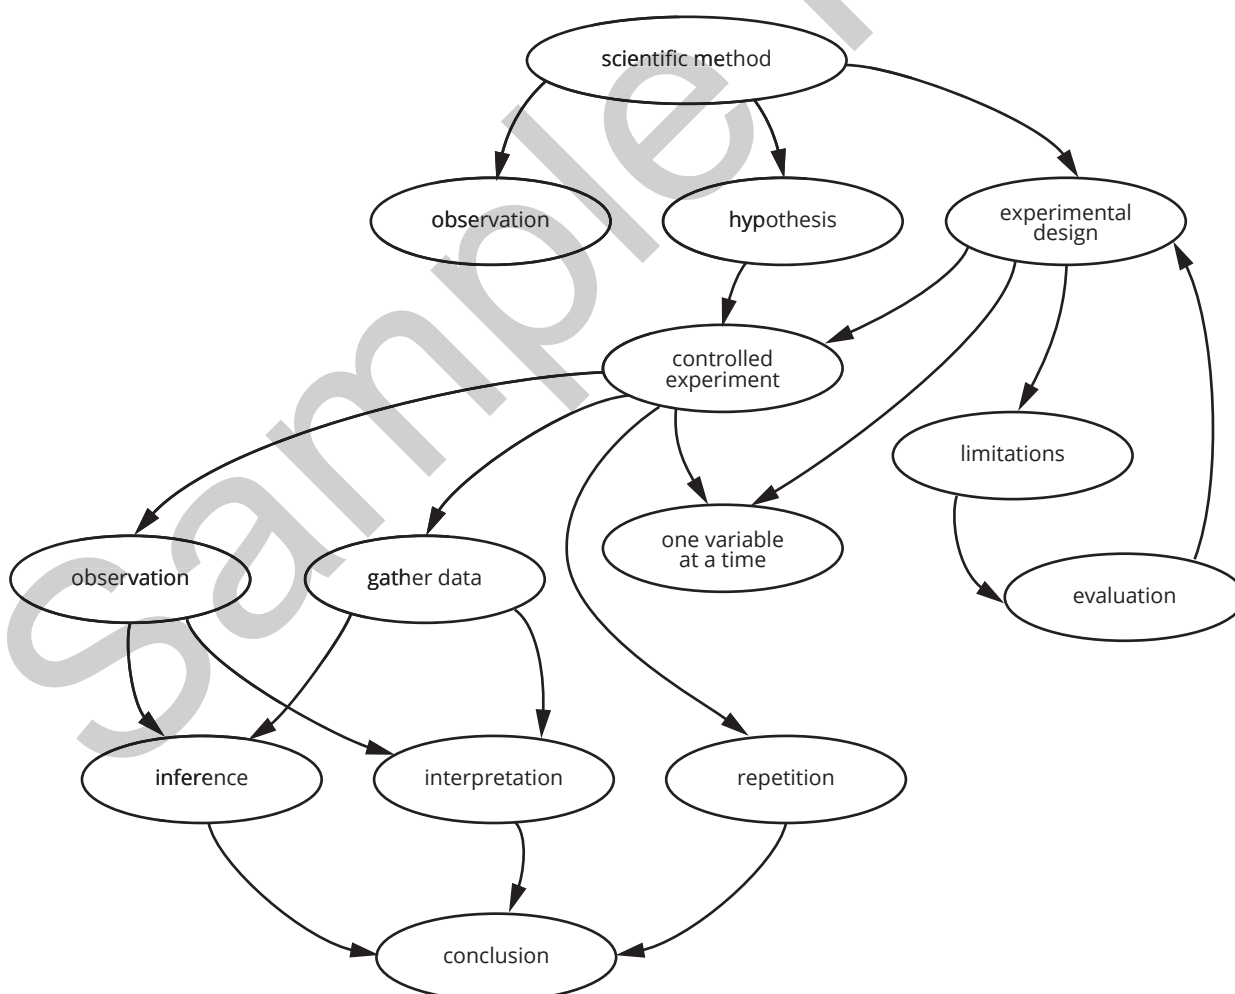 scientific method
observation
hypothesis
experimental
design
controlled
experiment
limitations
one variable
at a time
observation
gather data
evaluation
inference
interpretation
repetition
conclusion
Sample